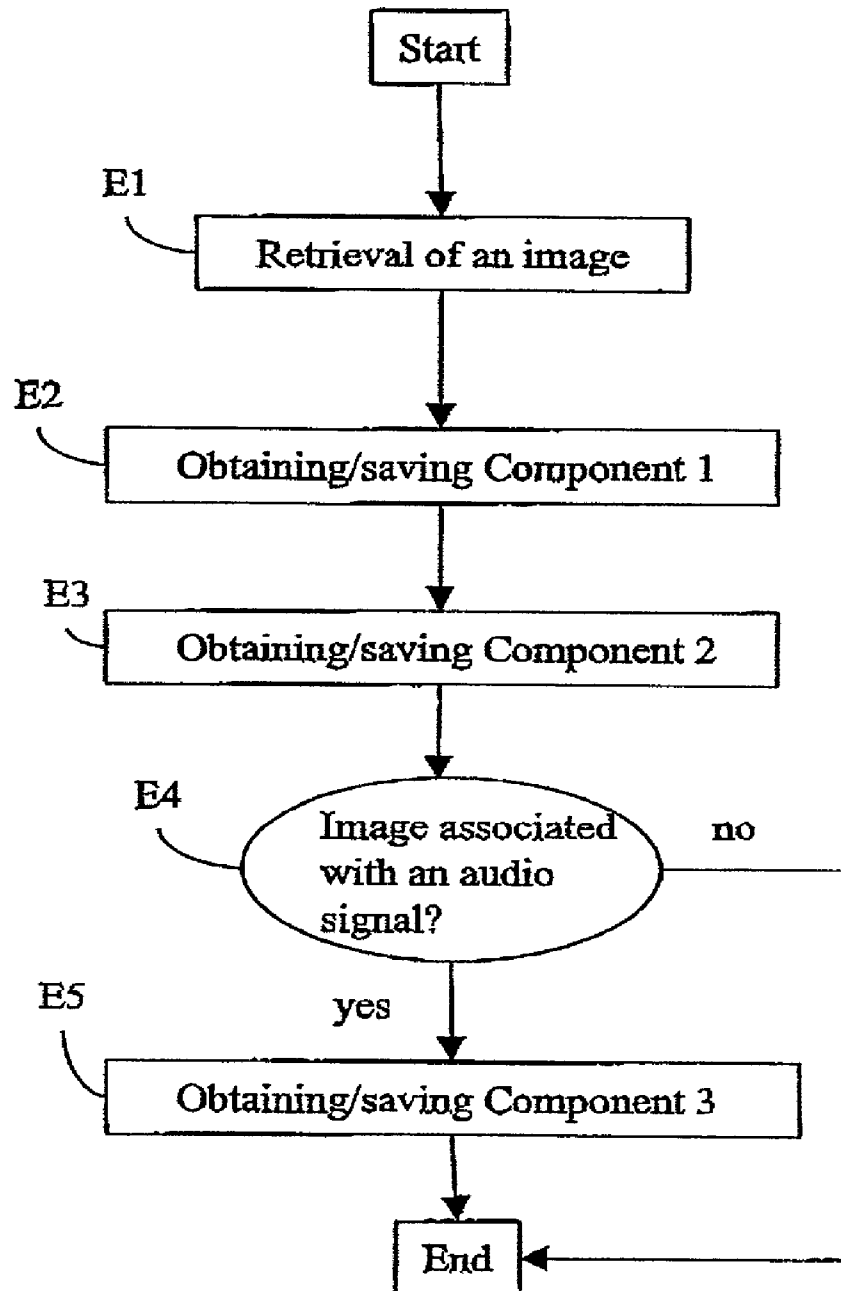 Start
E1
Retrieval of an image
E2
Obtaining/saving Component 1
E3
Obtaining/saving Component 2
E4
Image associated
with an audio
signal?
no
yes
E5
Obtaining/saving Component 3
End